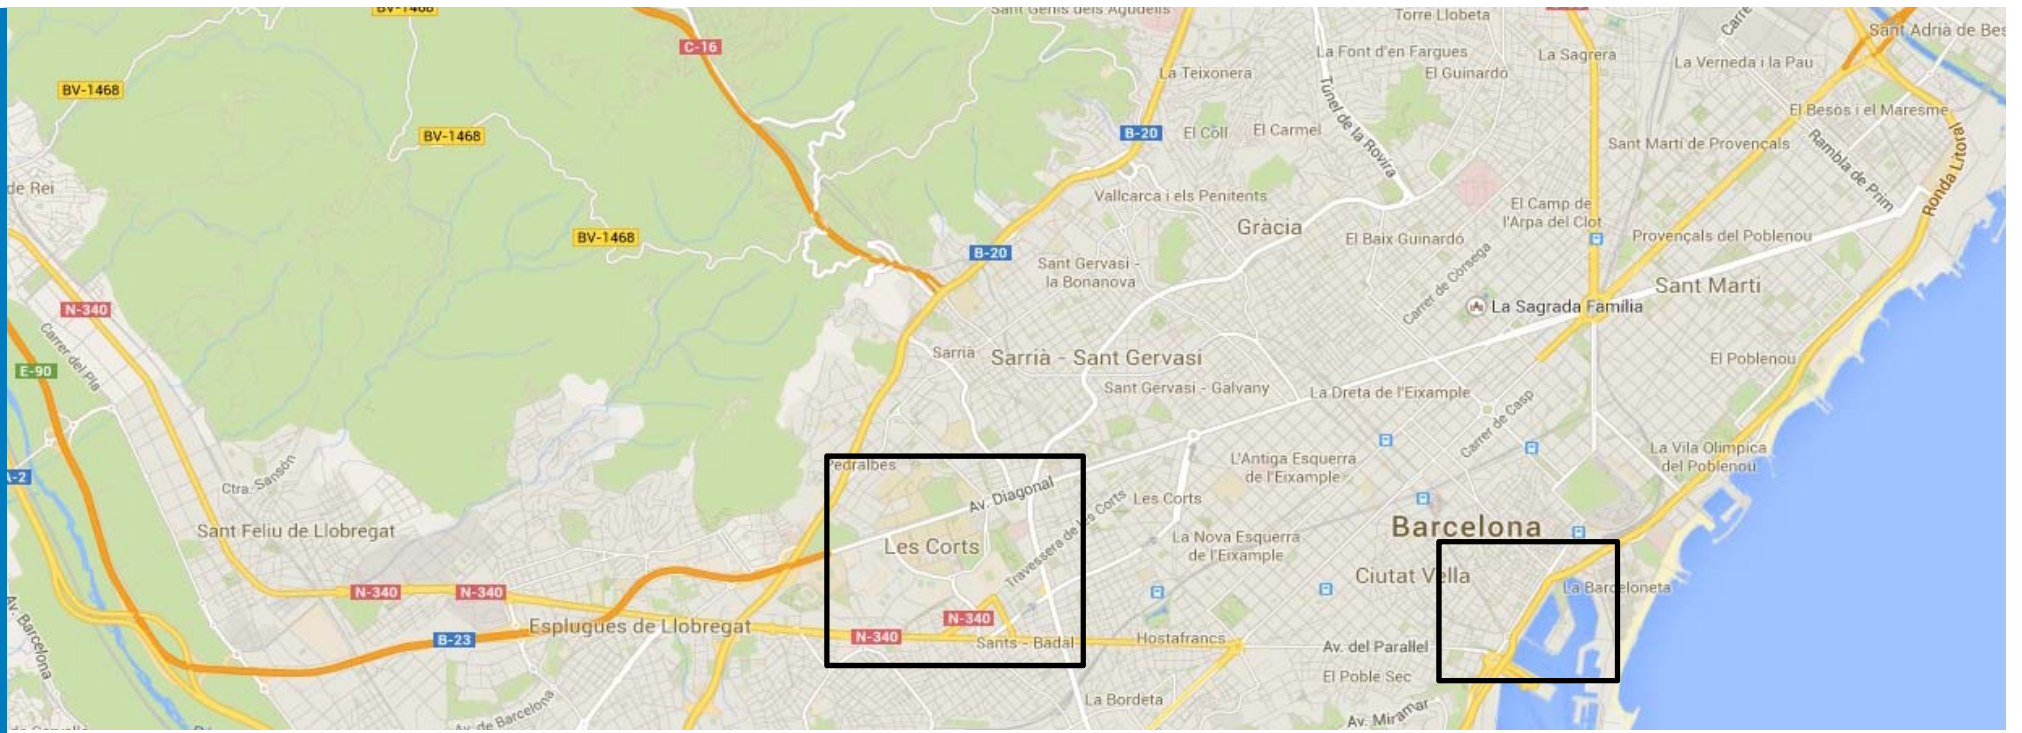 BV-1468
Sant Genís dels Agudells
Torre Llobeta
C-16
La Font d'en Fargues
La Sagrera
Sant Adrià de Bes
Carre
La Teixonera
El Guinardó
La Verneda i la Pau
BV-1468
El Besòs i el Maresme
BV-1468
B-20
El Coll
El Carmel
Túnel de la Rovira
Sant Martí de Provençals
Rambla de Prim
Ronda Litoral
de Rei
Vallcarca i els Penitents
El Camp de
l'Arpa del Clot
BV-1468
Gràcia
El Baix Guinardó
Provençals del Poblenou
B-20
Sant Gervasi -
la Bonanova
Carrer de Còrsega
Sant Martí
N-340
La Sagrada Família
Carrer del Pla
Sarrià
Sarrià - Sant Gervasi
El Poblenou
E-90
Sant Gervasi - Galvany
La Dreta de l'Eixample
Carrer de Casp
La Vila Olímpica
del Poblenou
Pedralbes
L'Antiga Esquerra
de l'Eixample
A-2
Ctra. Sansón
Av. Diagonal
Les Corts
Sant Feliu de Llobregat
Barcelona
Les Corts
Travessera de les Corts
La Nova Esquerra
de l'Eixample
Ciutat Vella
La Barceloneta
N-340
N-340
Av. Barcelona
Esplugues de Llobregat
N-340
N-340
B-23
Sants - Badal
Hostafrancs
Av. del Paral·lel
El Poble Sec
La Bordeta
Av. de Barcelona
Av. Miramar